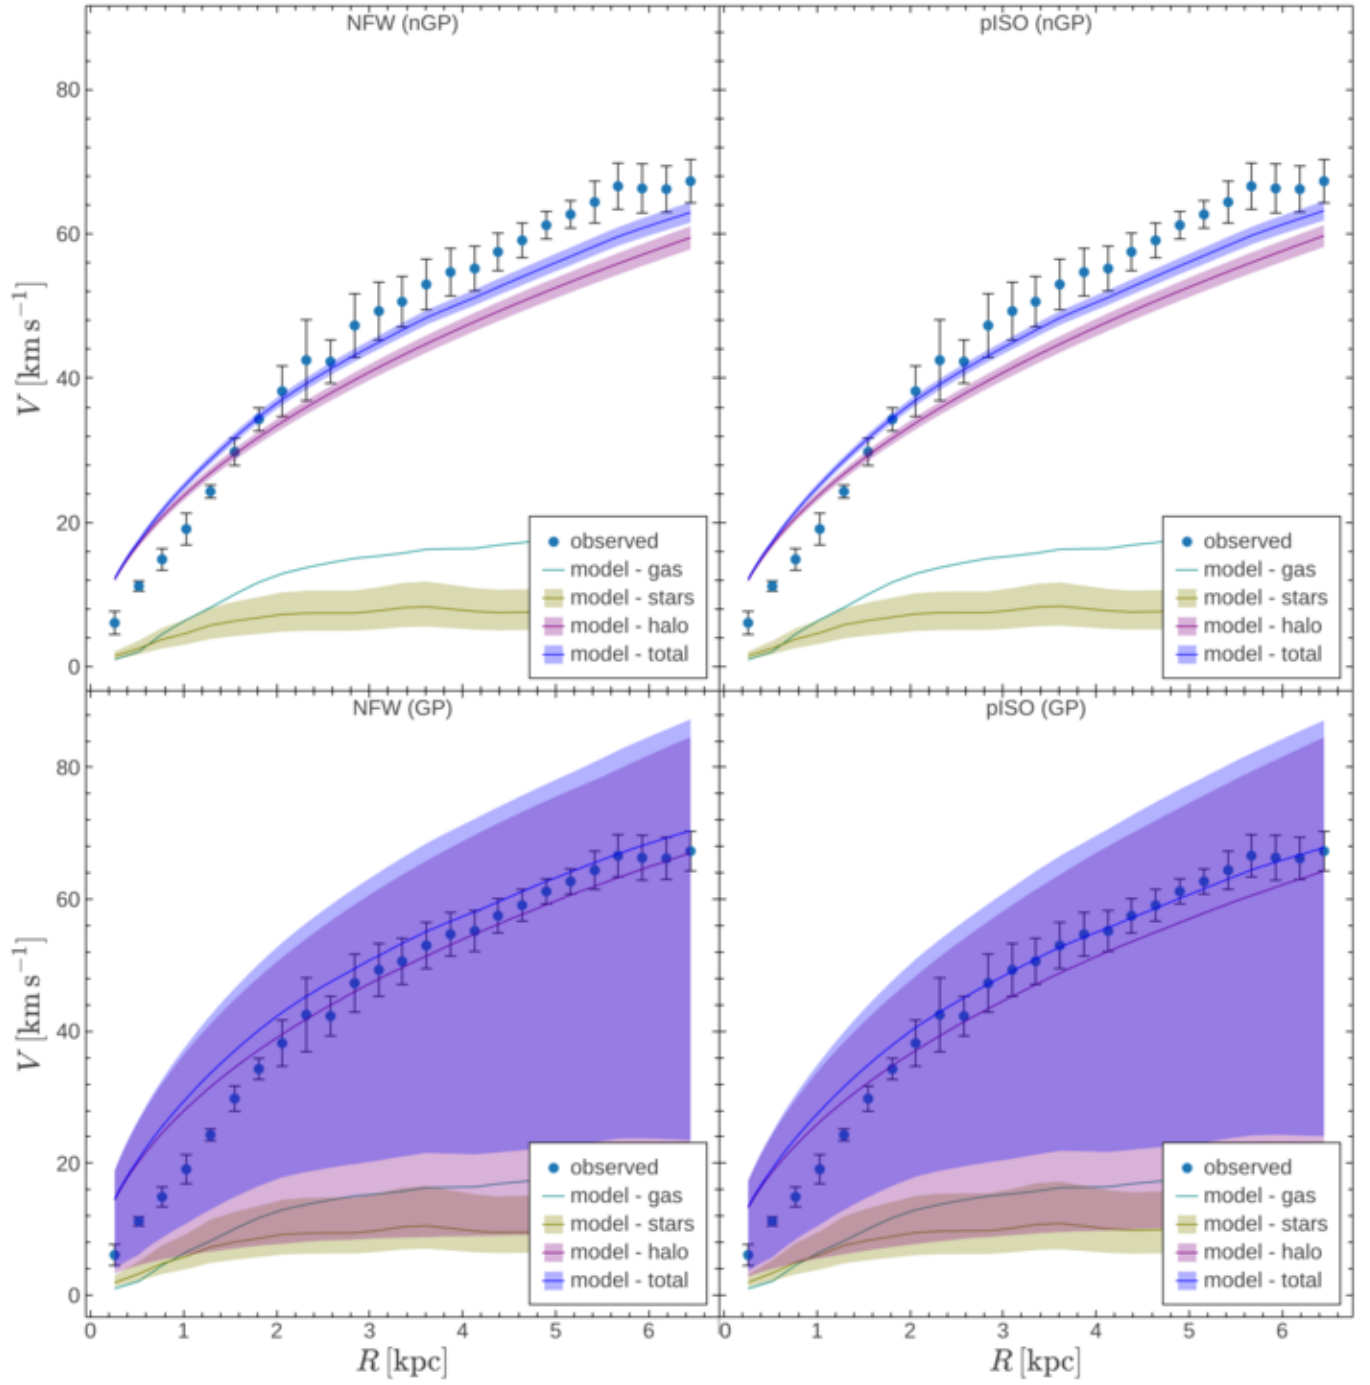 NFW (nGP)
pISO (nGP)
80
60
40
20
0
V [km s⁻¹]
observed
model - gas
model - stars
model - halo
model - total
observed
model - gas
model - stars
model - halo
model - total
NFW (GP)
pISO (GP)
80
60
40
20
0
V [km s⁻¹]
observed
model - gas
model - stars
model - halo
model - total
observed
model - gas
model - stars
model - halo
model - total
0 1 2 3 4 5 6
0 1 2 3 4 5 6
R [kpc]
R [kpc]